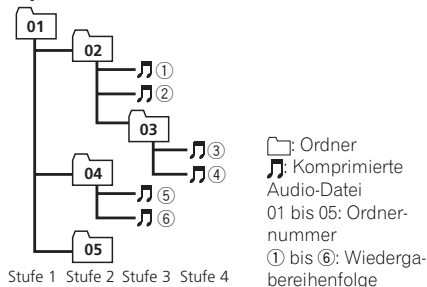 01
02
①
②
03
③
④
04
⑤
⑥
05
Stufe 1 Stufe 2 Stufe 3 Stufe 4
: Ordner
: Komprimierte
Audio-Datei
01 bis 05: Ordner-
nummer
① bis ⑥: Wiederga-
bereihenfolge